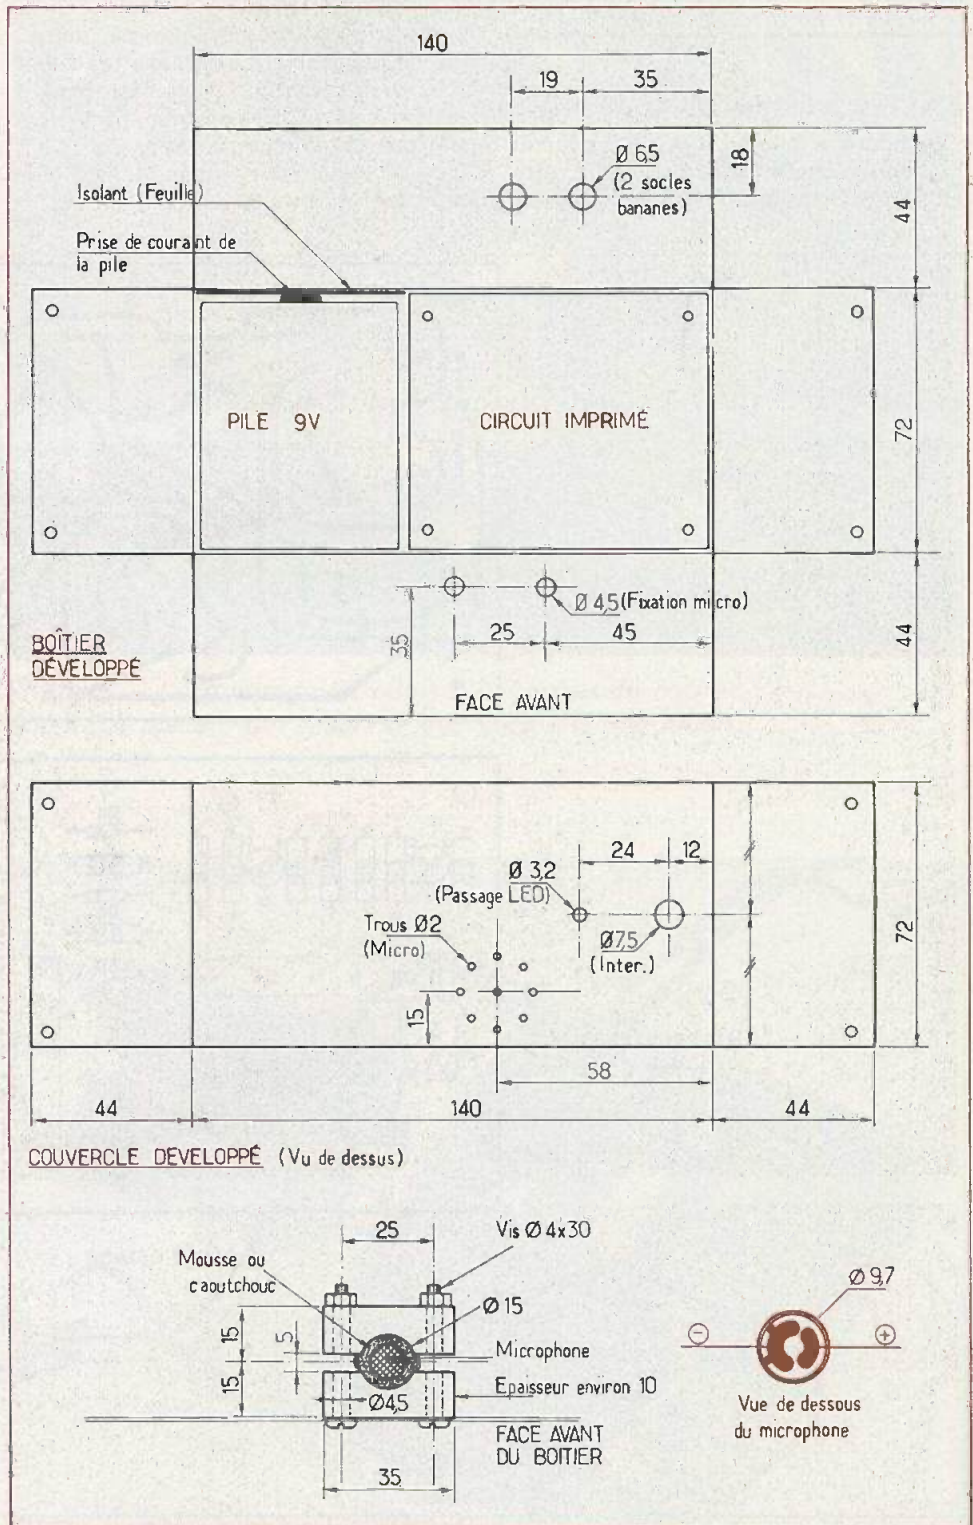 140
19
35
Ø 6,5
(2 socles
bananes)
18
44
Isolant (Feuille)
Prise de courant de
la pile
PILE 9V
CIRCUIT IMPRIMÉ
72
Ø 4,5 (Fixation micro)
25
45
35
44
BOÎTIER
DÉVELOPPÉ
FACE AVANT
24
12
Ø 3,2
(Passage LED)
Trous Ø2
(Micro)
Ø7,5
(Inter.)
72
15
58
44
140
44
COUVERCLE DEVELOPPÉ (Vu de dessus)
25
Vis Ø 4x30
Mousse ou
caoutchouc
Ø 15
15
5
Microphone
15
Ø4,5
Epaisseur environ 10
FACE AVANT
DU BOITIER
35
Ø 9,7
−
+
Vue de dessous
du microphone